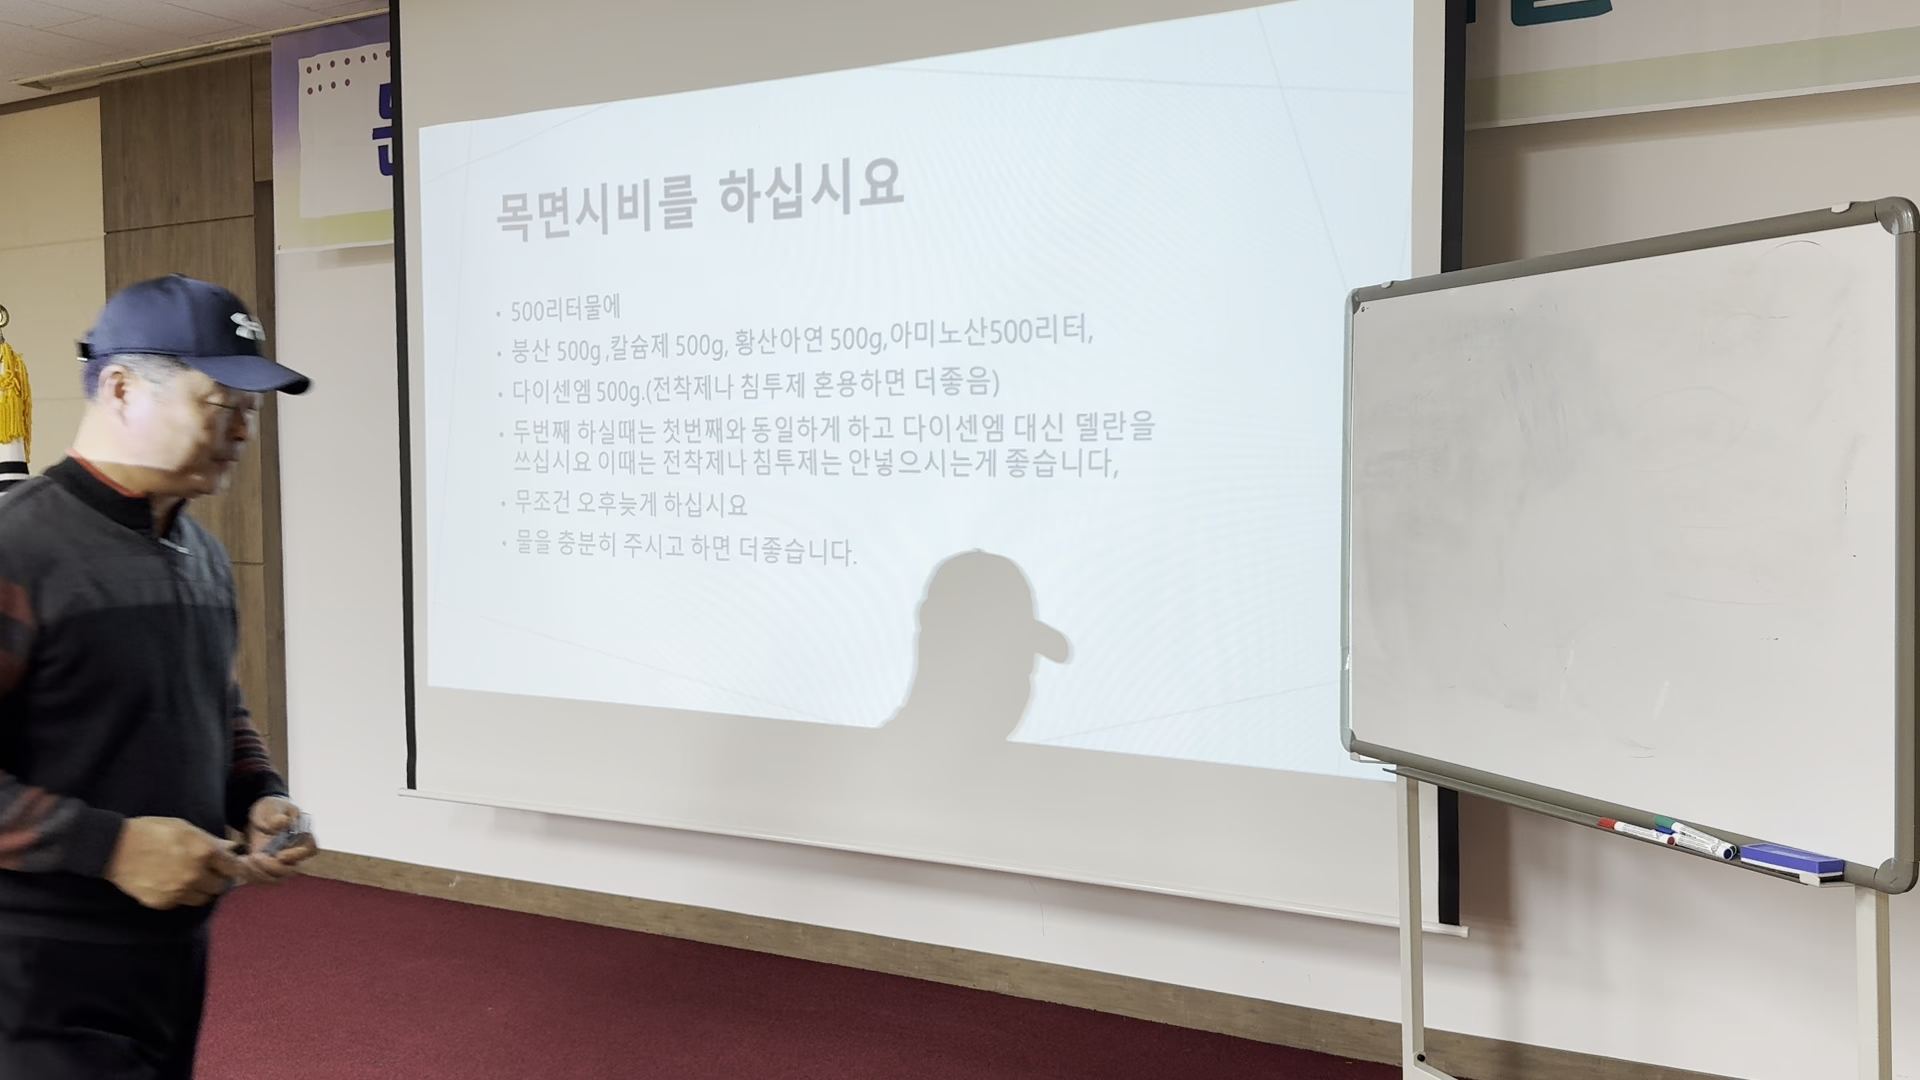 목면시비를 하십시요
• 500리터물에
• 붕산 500g ,칼슘제 500g, 황산아연 500g,아미노산500리터,
• 다이센엠 500g.(전착제나 침투제 혼용하면 더좋음)
• 두번째 하실때는 첫번째와 동일하게 하고 다이센엠 대신 델란을
쓰십시요 이때는 전착제나 침투제는 안넣으시는게 좋습니다,
• 무조건 오후늦게 하십시요
• 물을 충분히 주시고 하면 더좋습니다.